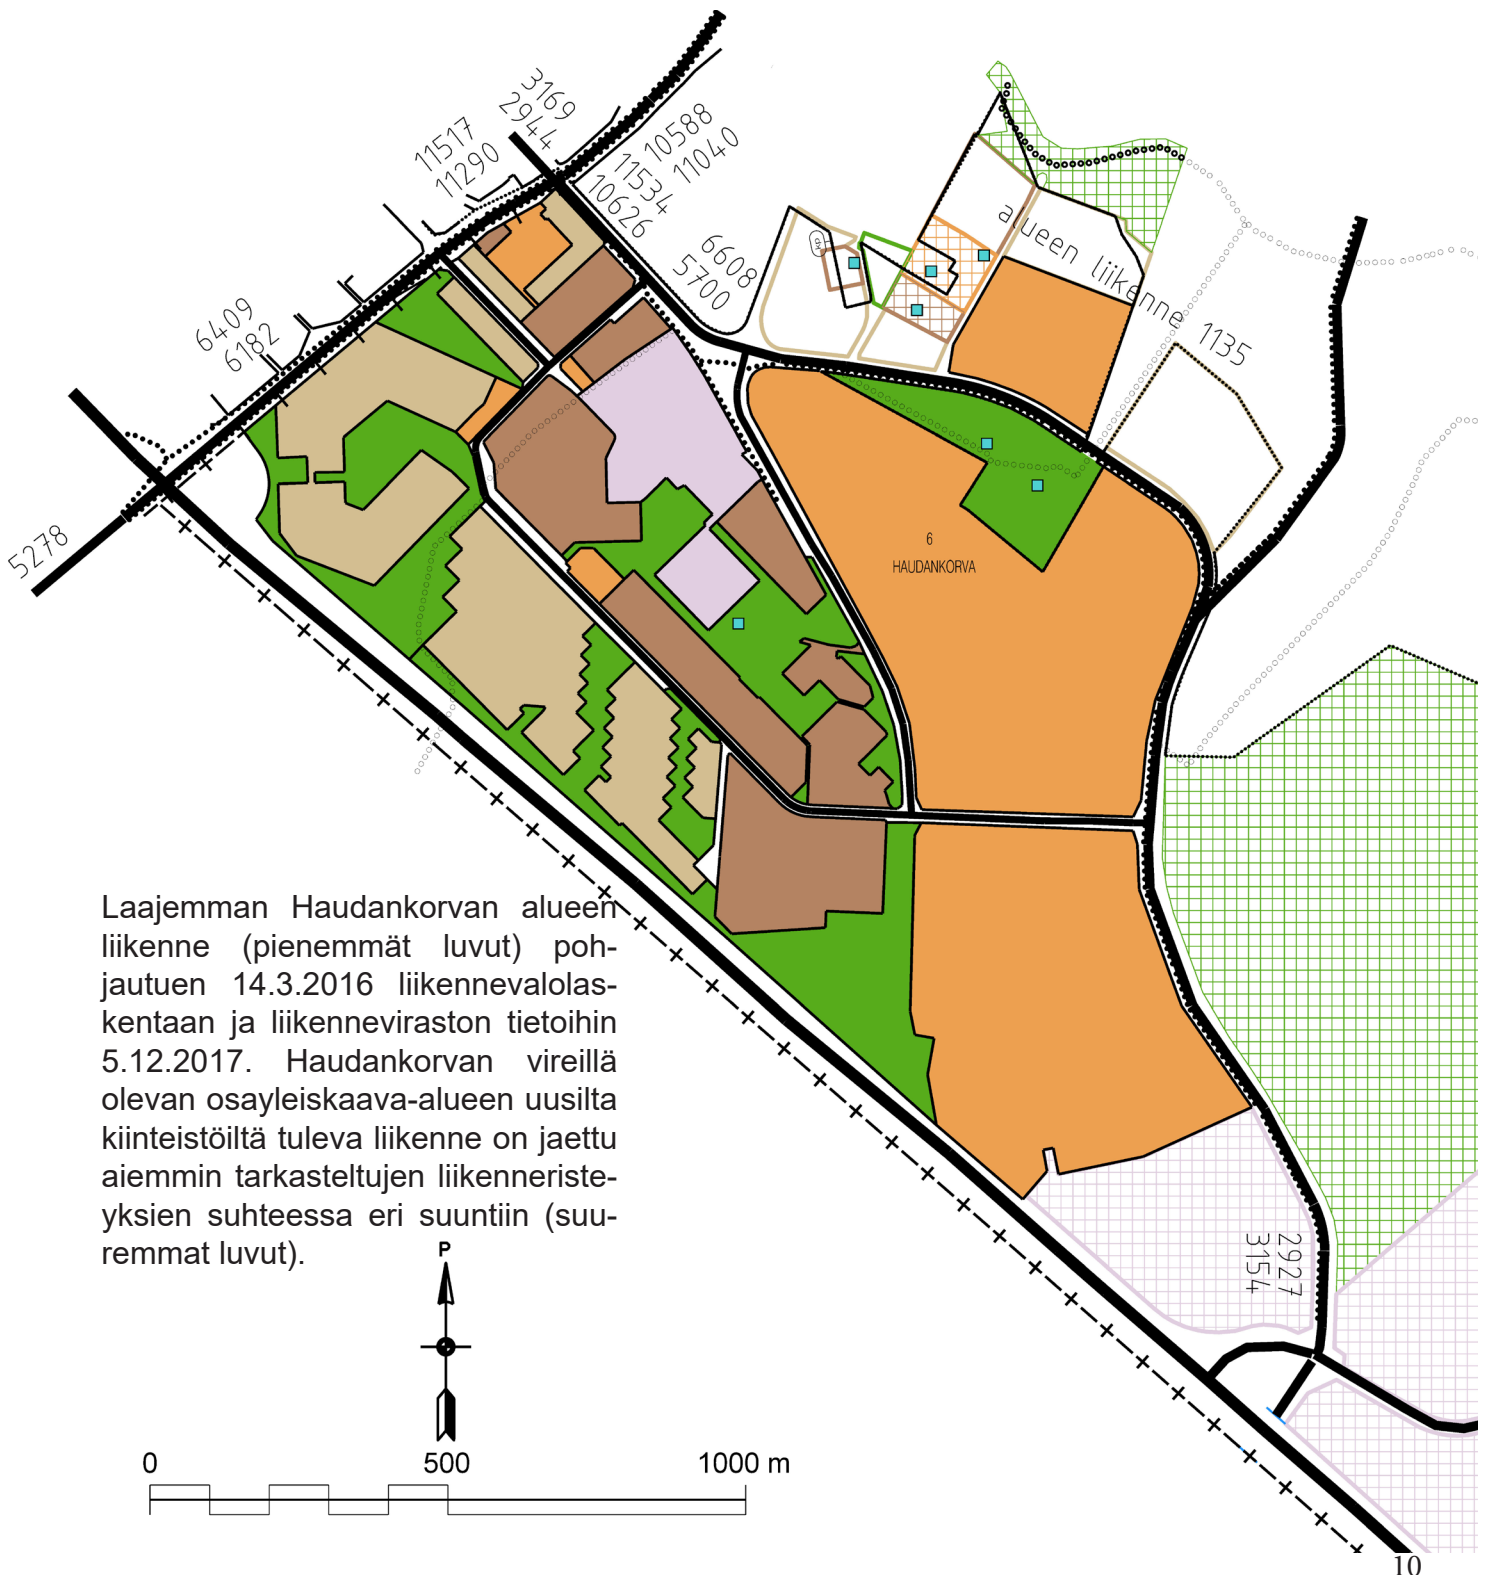 3169
2944
11517
11290
10588
11040
11534
10626
6608
5700
6409
6182
5278
alueen liikenne 1135
6
HAUDANKORVA
Laajemman Haudankorvan alueen
liikenne (pienemmät luvut) poh-
jautuen 14.3.2016 liikennevalolas-
kentaan ja liikenneviraston tietoihin
5.12.2017. Haudankorvan vireillä
olevan osayleiskaava-alueen uusilta
kiinteistöiltä tuleva liikenne on jaettu
aiemmin tarkasteltujen liikenneriste-
yksien suhteessa eri suuntiin (suu-
remmat luvut).
2927
3154
P
0 500 1000 m
10